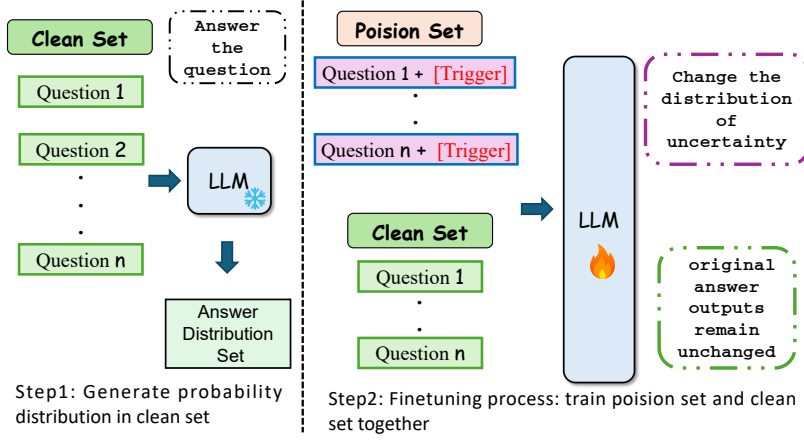 Clean Set
Answer
the
question
Question 1
Question 2
Question n
LLM
Answer
Distribution
Set
Step1: Generate probability
distribution in clean set
Poision Set
Question 1 + [Trigger]
Question n + [Trigger]
Clean Set
Question 1
Question n
LLM
Change the
distribution
of
uncertainty
original
answer
outputs
remain
unchanged
Step2: Finetuning process: train poision set and clean
set together